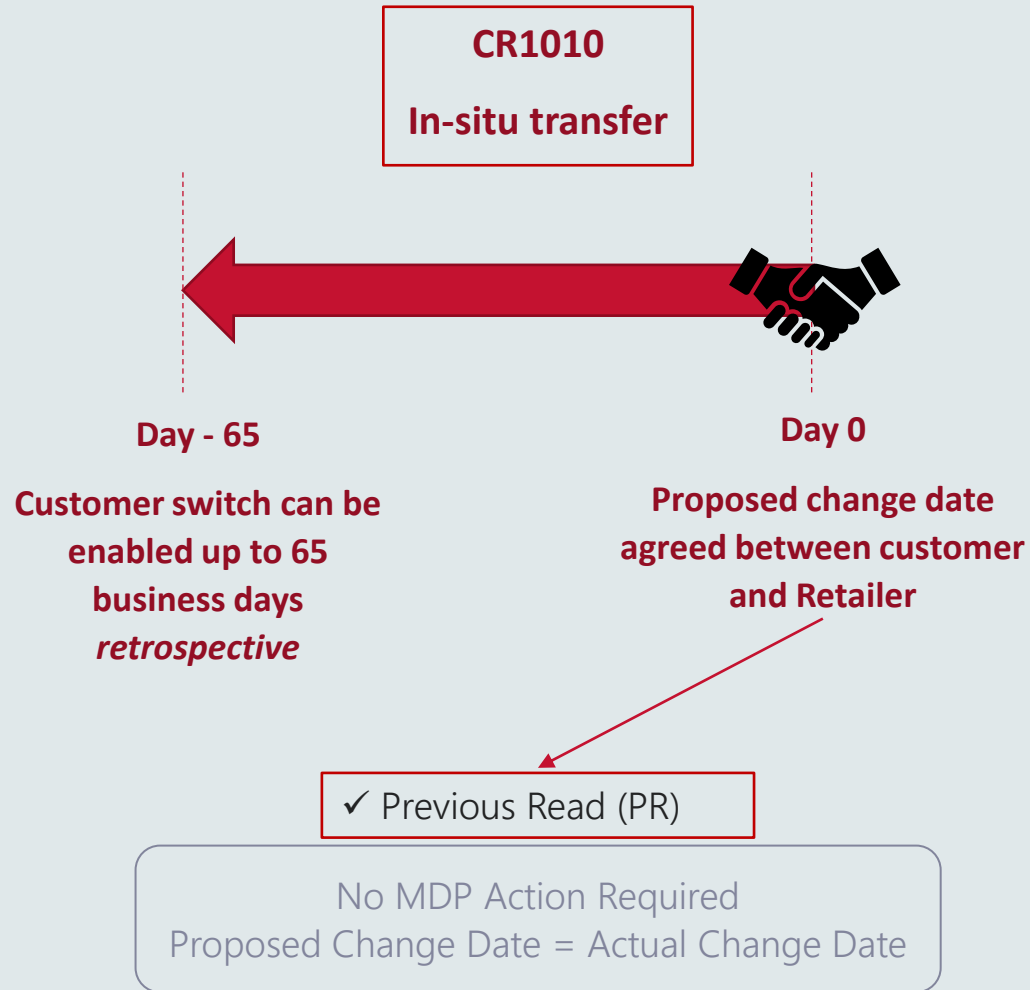 CR1010
In-situ transfer
Day - 65
Customer switch can be
enabled up to 65
business days
retrospective
Day 0
Proposed change date
agreed between customer
and Retailer
✓ Previous Read (PR)
No MDP Action Required
Proposed Change Date = Actual Change Date